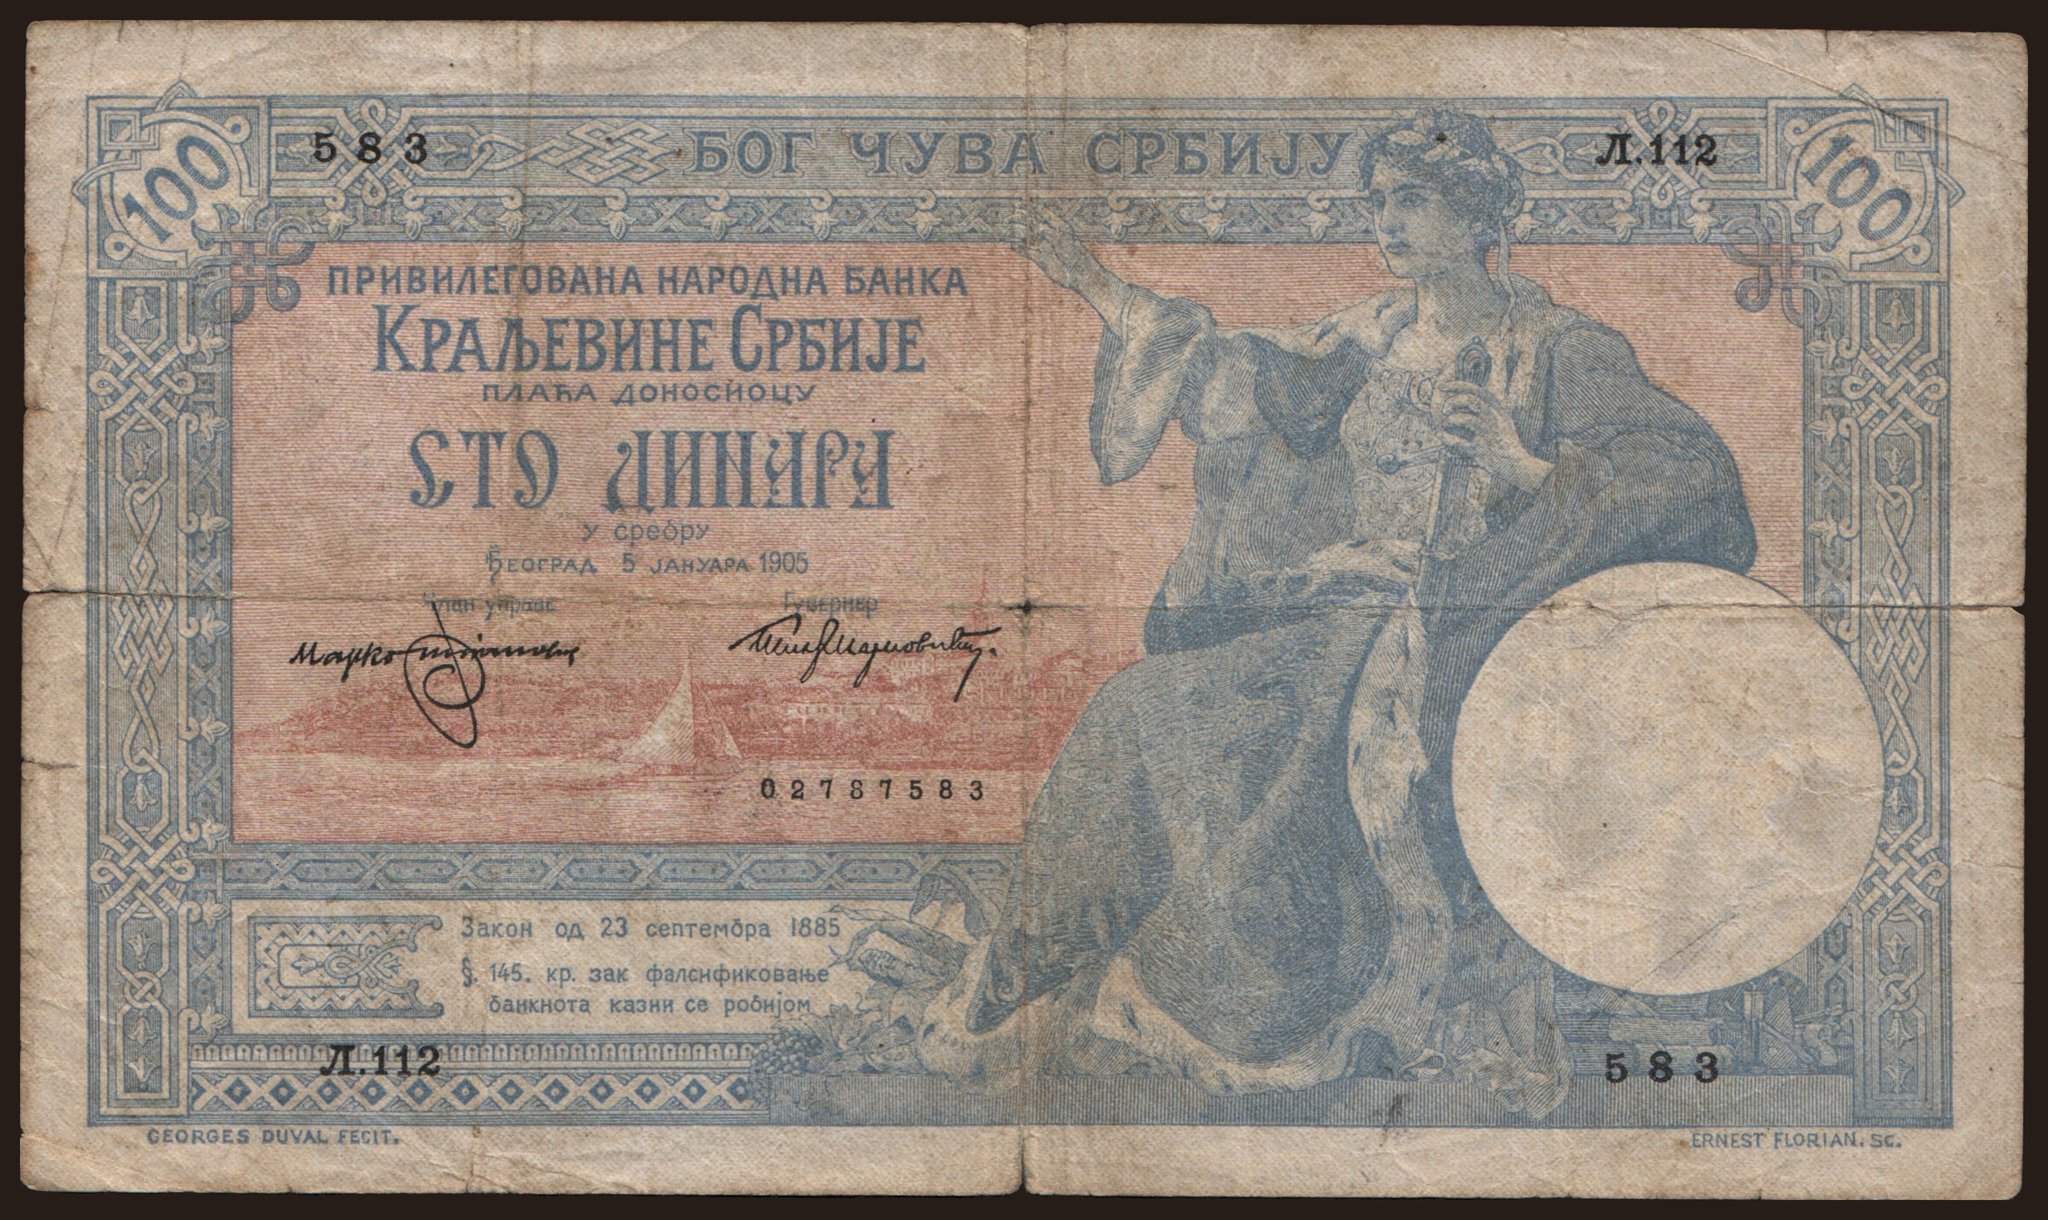 100
583
БОГ ЧУВА СРБИЈУ
Л.112
100
ПРИВИЛЕГОВАНА НАРОДНА БАНКА
КРАЉЕВИНЕ СРБИЈЕ
ПЛАЋА ДОНОСИОЦУ
СТО ДИНАРА
У СРЕБРУ
БЕОГРАД 5 ЈАНУАРА 1905
Члан управе
Гувернер
02787583
Закон од 23 септембра 1885
§. 145. кр. зак фалсификовање
банкнота казни се робијом
Л.112
583
GEORGES DUVAL FECIT.
ERNEST FLORIAN. SC.